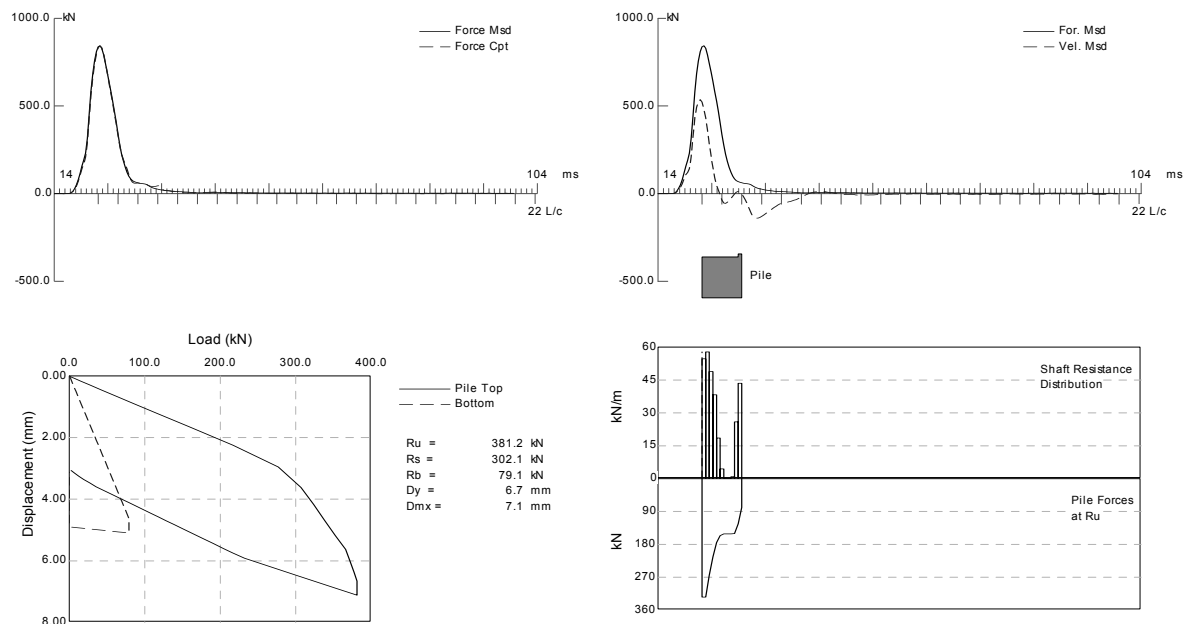 1000.0 kN
Force Msd
Force Cpt
500.0
14
104 ms
0.0
22 L/c
-500.0
1000.0 kN
For. Msd
Vel. Msd
500.0
14
104 ms
0.0
22 L/c
-500.0
Pile
Load (kN)
0.0 100.0 200.0 300.0 400.0
0.00
2.00
4.00
6.00
8.00
Displacement (mm)
Pile Top
Bottom
Ru = 381.2 kN
Rs = 302.1 kN
Rb = 79.1 kN
Dy = 6.7 mm
Dmx = 7.1 mm
60
45
30
15
0
kN/m
Shaft Resistance
Distribution
90
180
270
360
kN
Pile Forces
at Ru